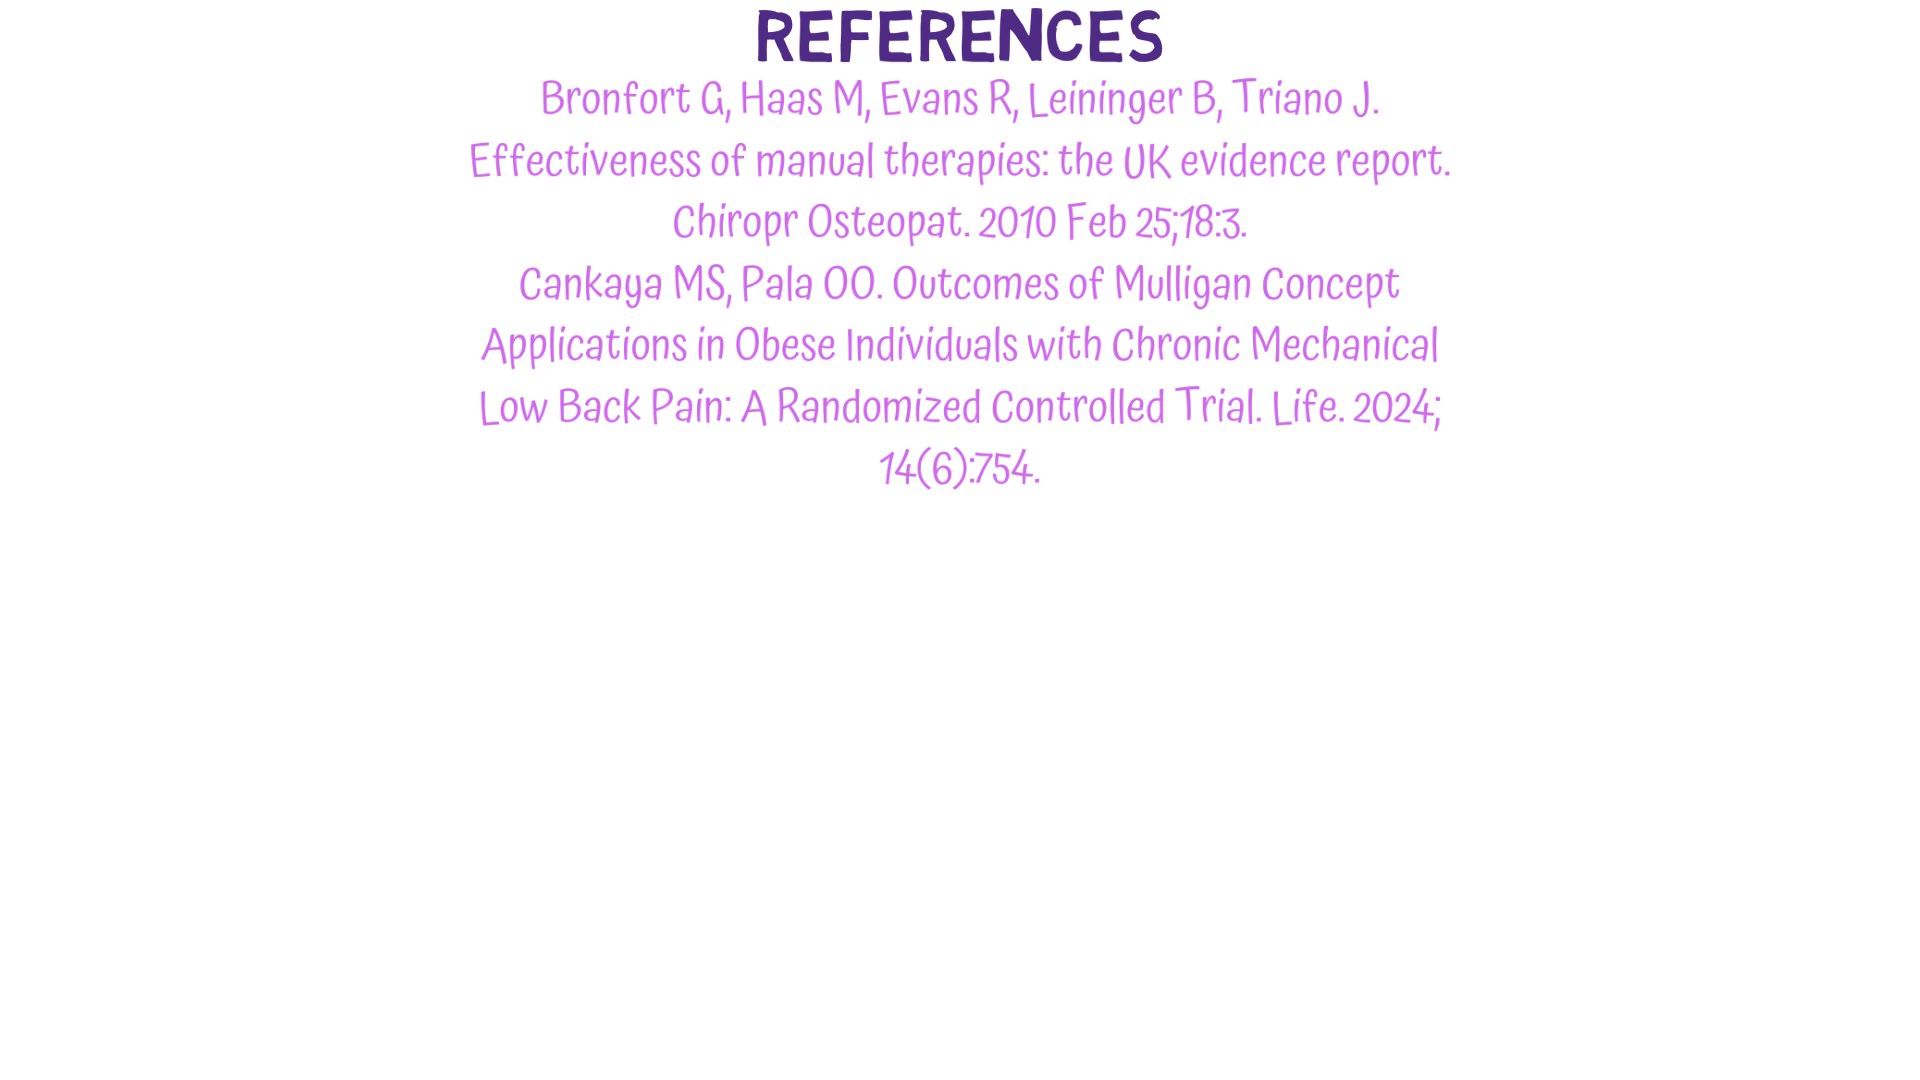 REFERENCES
Bronfort G, Haas M, Evans R, Leininger B, Triano J.
Effectiveness of manual therapies: the UK evidence report.
Chiropr Osteopat. 2010 Feb 25;18:3.
Cankaya MS, Pala OO. Outcomes of Mulligan Concept
Applications in Obese Individuals with Chronic Mechanical
Low Back Pain: A Randomized Controlled Trial. Life. 2024;
14(6):754.